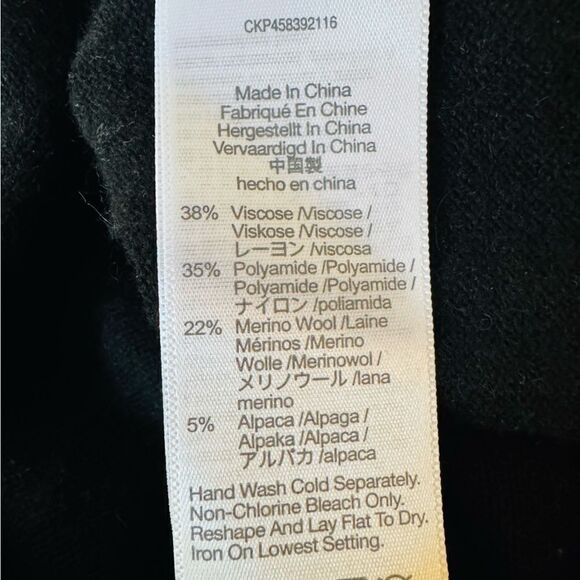 CKP458392116
Made In China
Fabriqué En Chine
Hergestellt In China
Vervaardigd In China
中国製
hecho en china
38% Viscose /Viscose /
Viskose /Viscose /
レーヨン /viscosa
35% Polyamide /Polyamide /
Polyamide /Polyamide /
ナイロン /poliamida
22% Merino Wool /Laine
Mérinos /Merino
Wolle /Merinowol /
メリノウール /lana
merino
5% Alpaca /Alpaga /
Alpaka /Alpaca /
アルパカ /alpaca
Hand Wash Cold Separately.
Non-Chlorine Bleach Only.
Reshape And Lay Flat To Dry.
Iron On Lowest Setting.